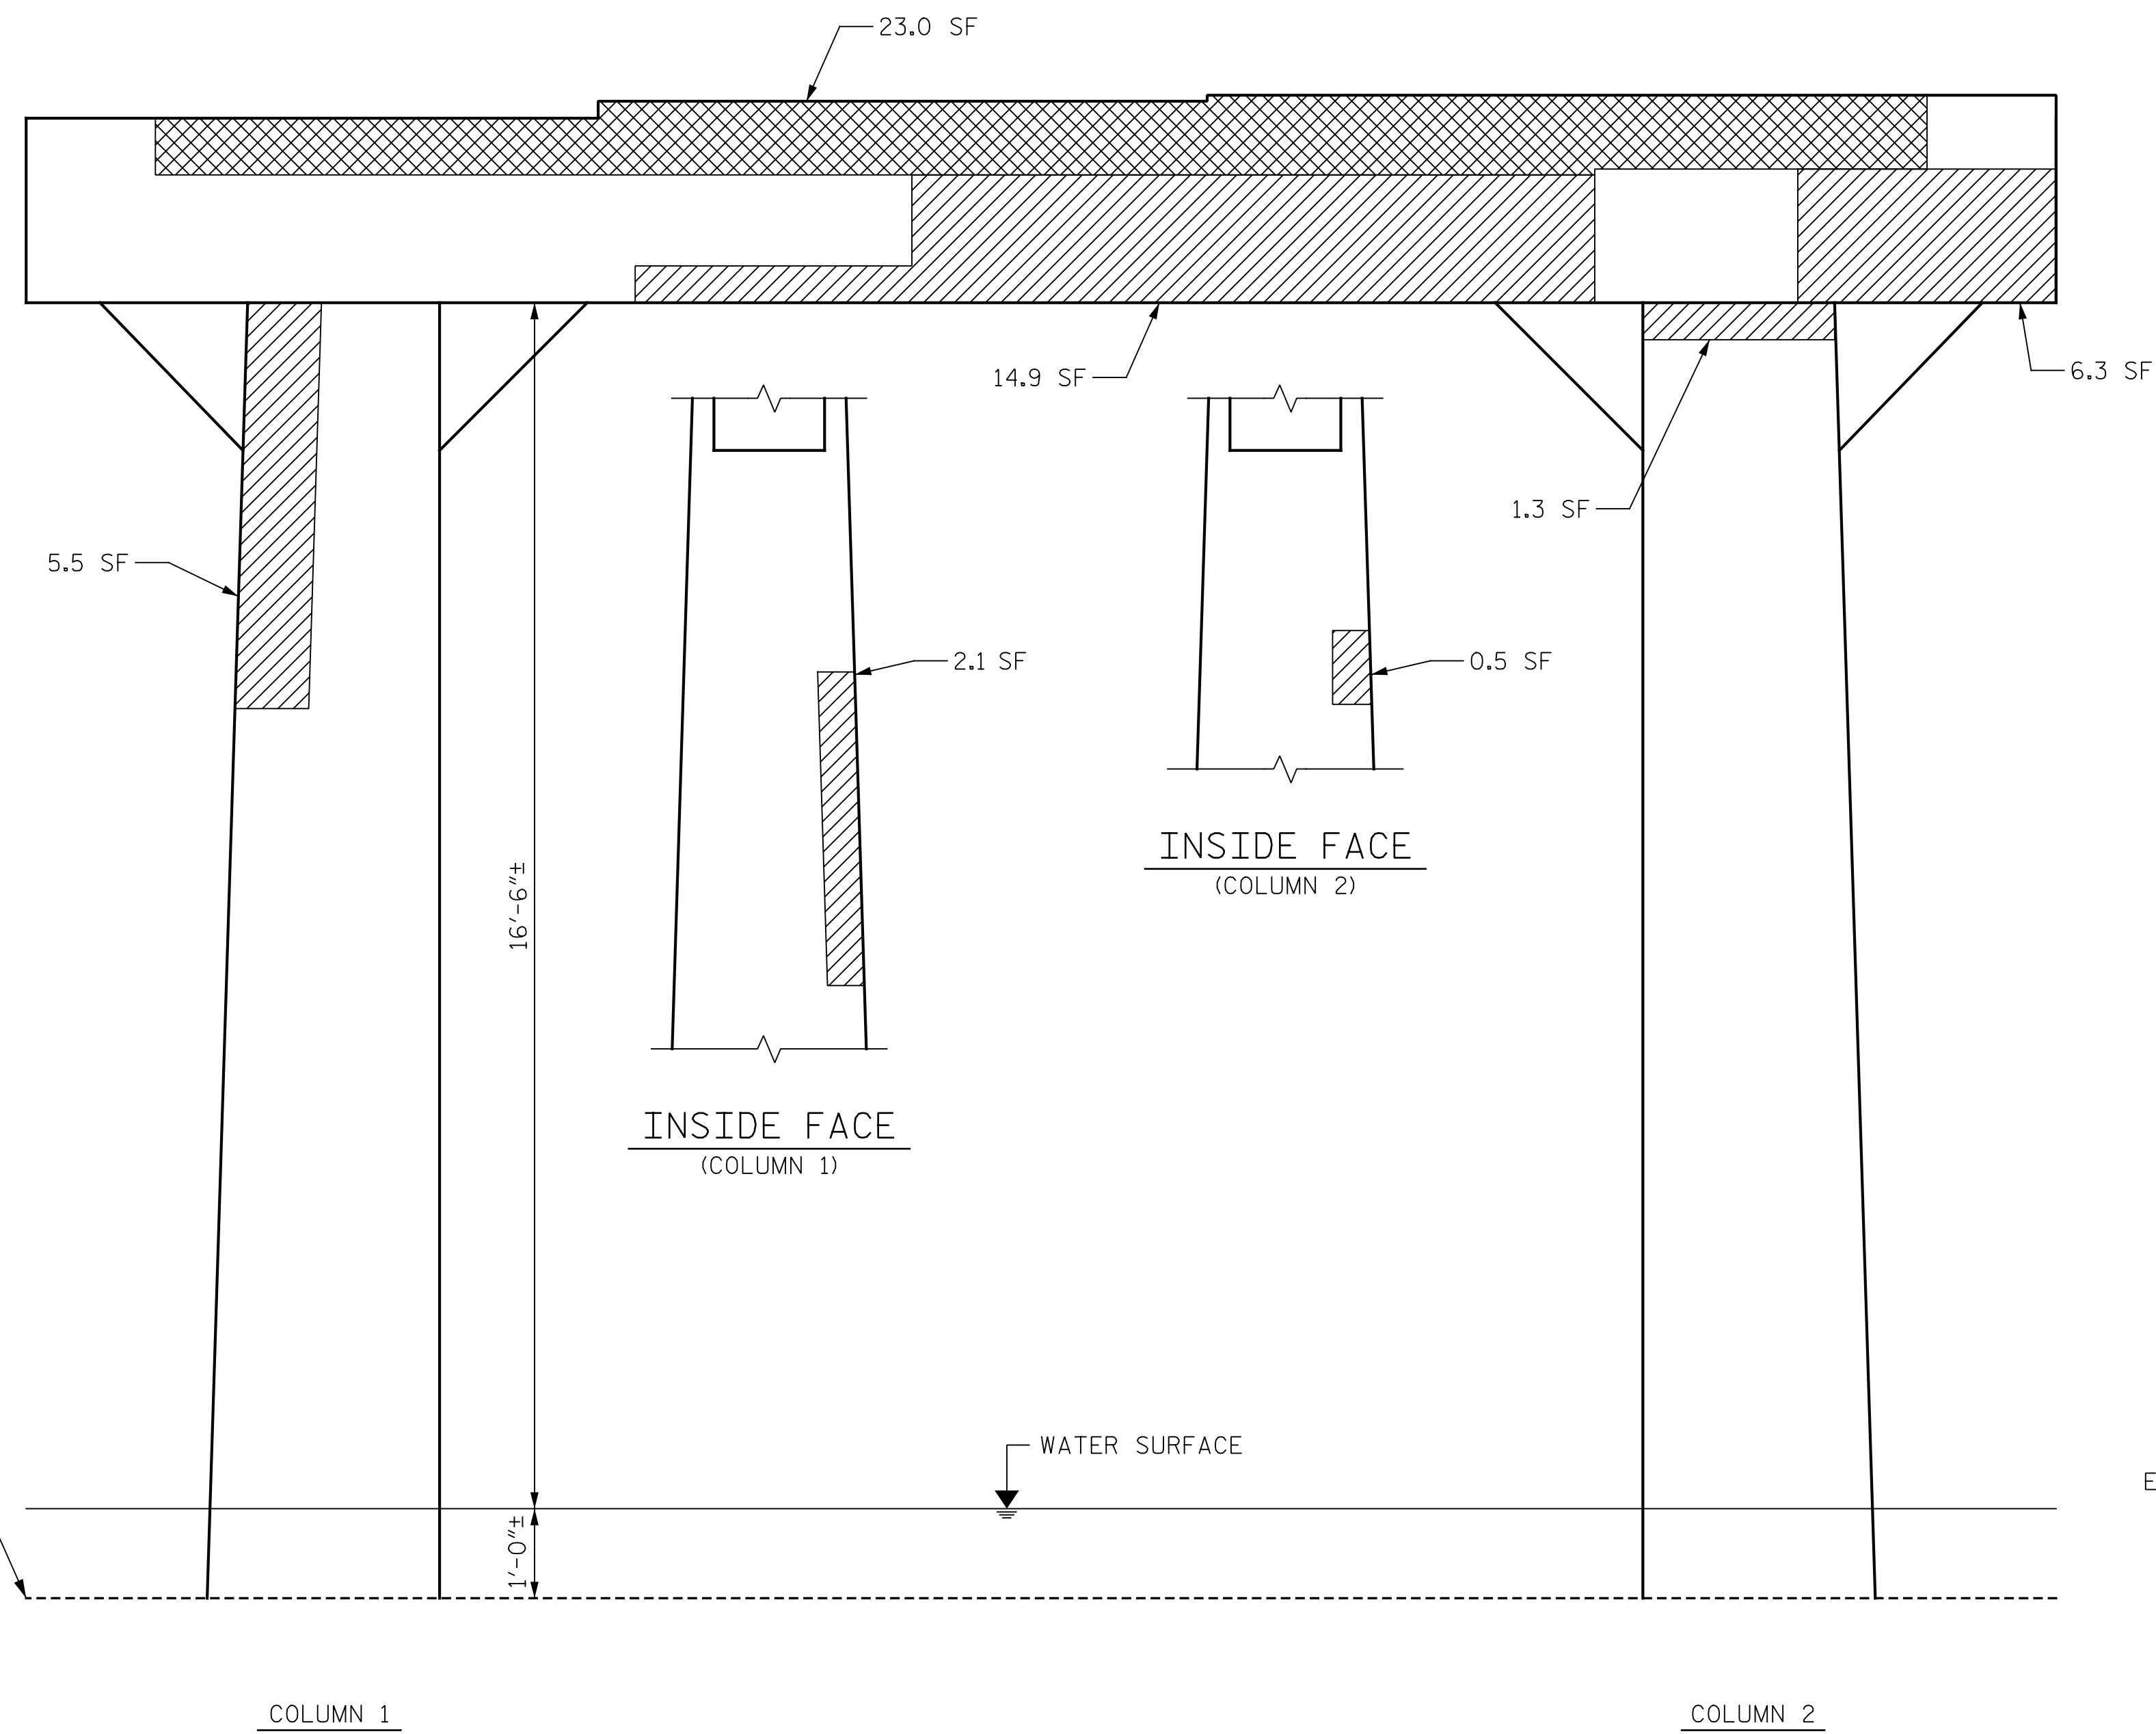 23.0 SF
14.9 SF
6.3 SF
1.3 SF
5.5 SF
2.1 SF
0.5 SF
INSIDE FACE
(COLUMN 2)
16'-6"±
INSIDE FACE
(COLUMN 1)
WATER SURFACE
E
1'-0"±
COLUMN 1
COLUMN 2